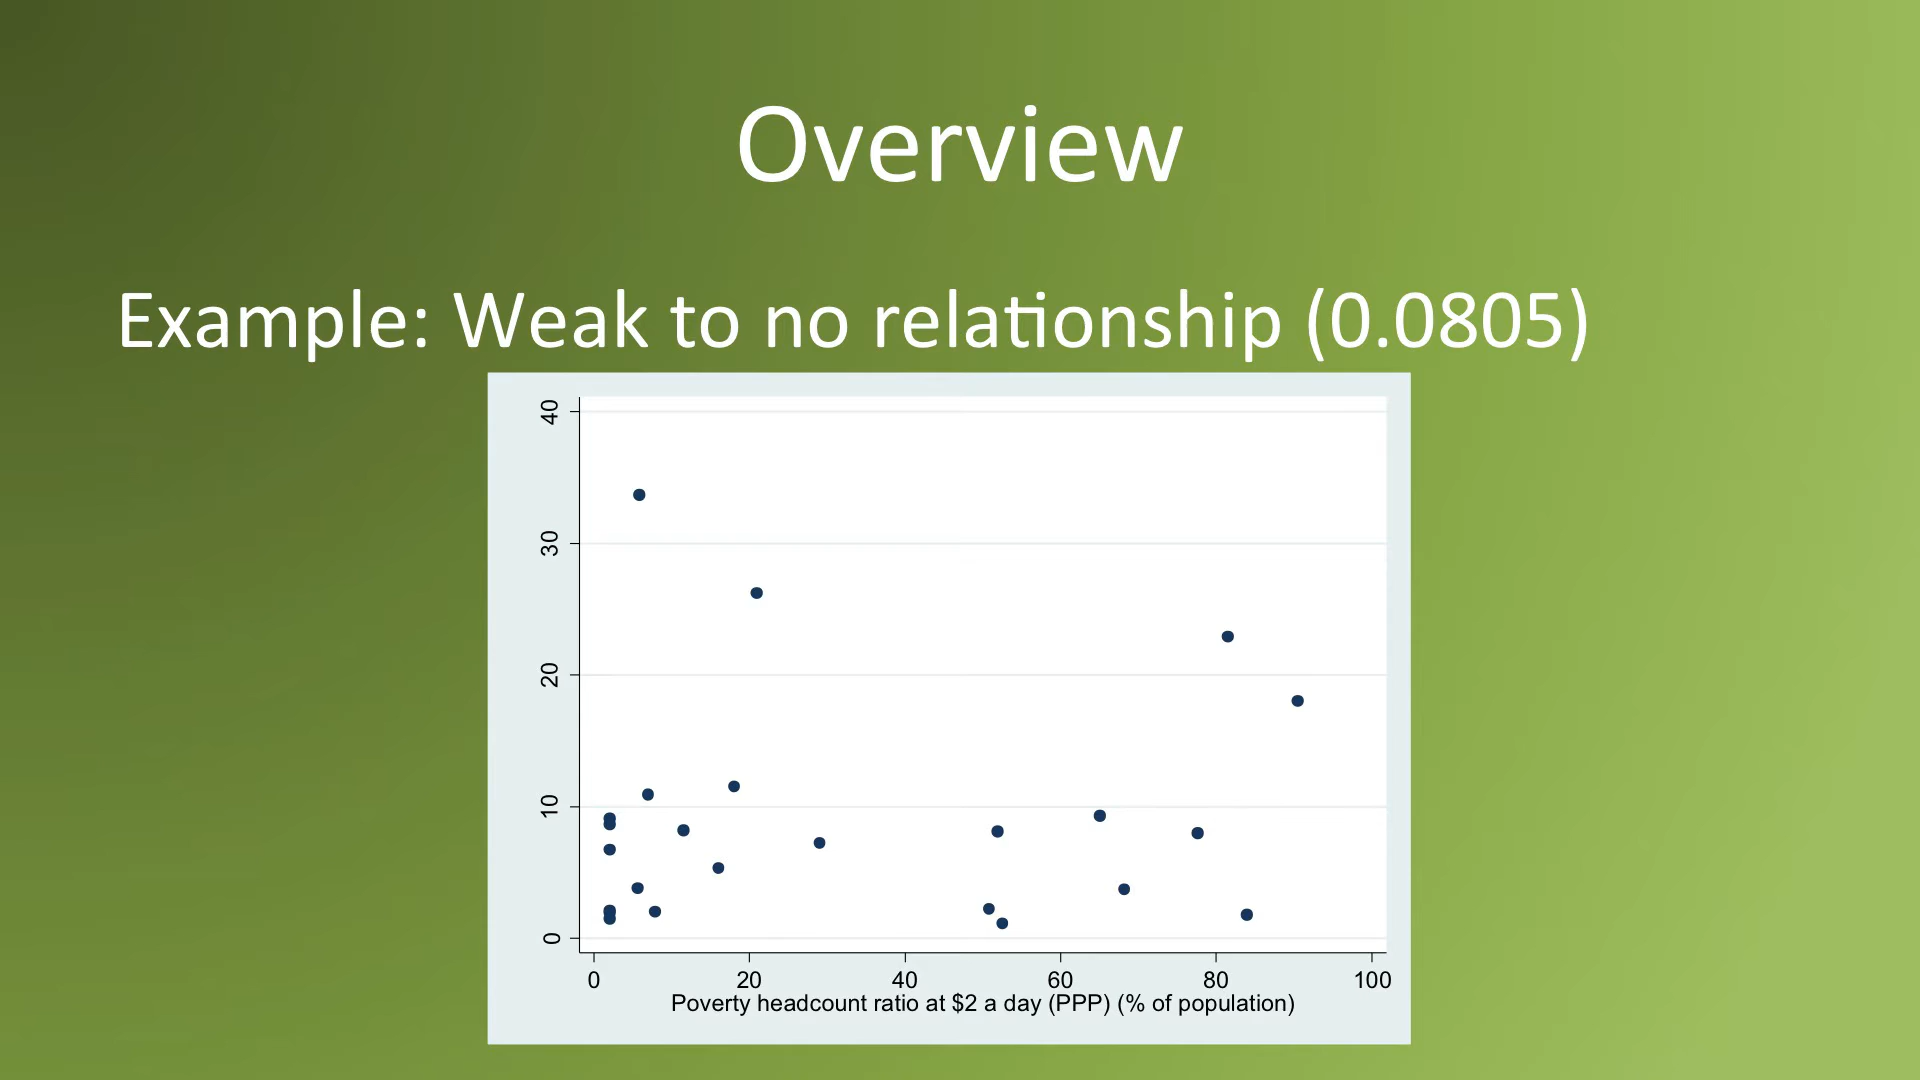 Overview
Example: Weak to no relationship (0.0805)
40
30
20
10
0
0 20 40 60 80 100
Poverty headcount ratio at $2 a day (PPP) (% of population)